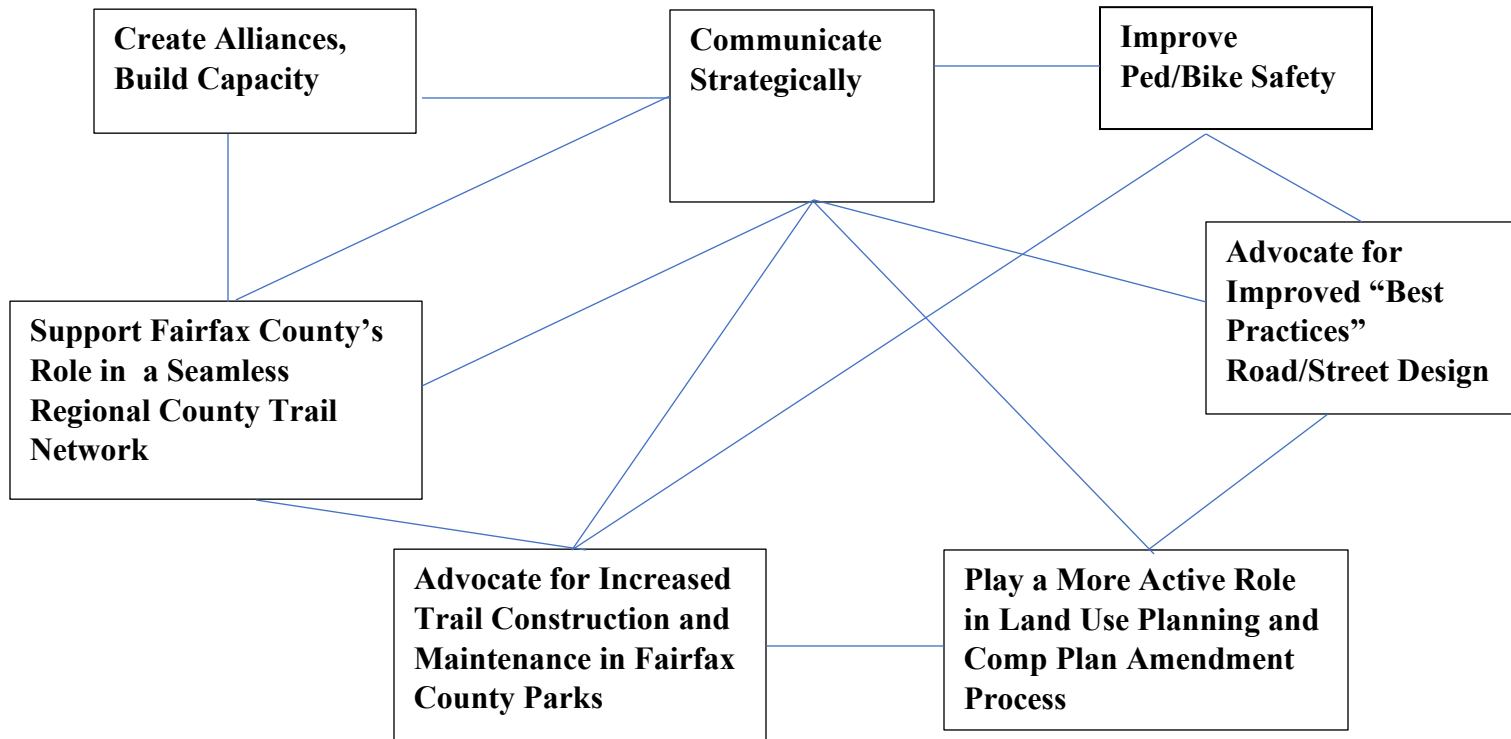 Create Alliances,
Build Capacity
Communicate
Strategically
Improve
Ped/Bike Safety
Support Fairfax County’s
Role in  a Seamless
Regional County Trail
Network
Advocate for
Improved “Best
Practices”
Road/Street Design
Advocate for Increased
Trail Construction and
Maintenance in Fairfax
County Parks
Play a More Active Role
in Land Use Planning and
Comp Plan Amendment
Process